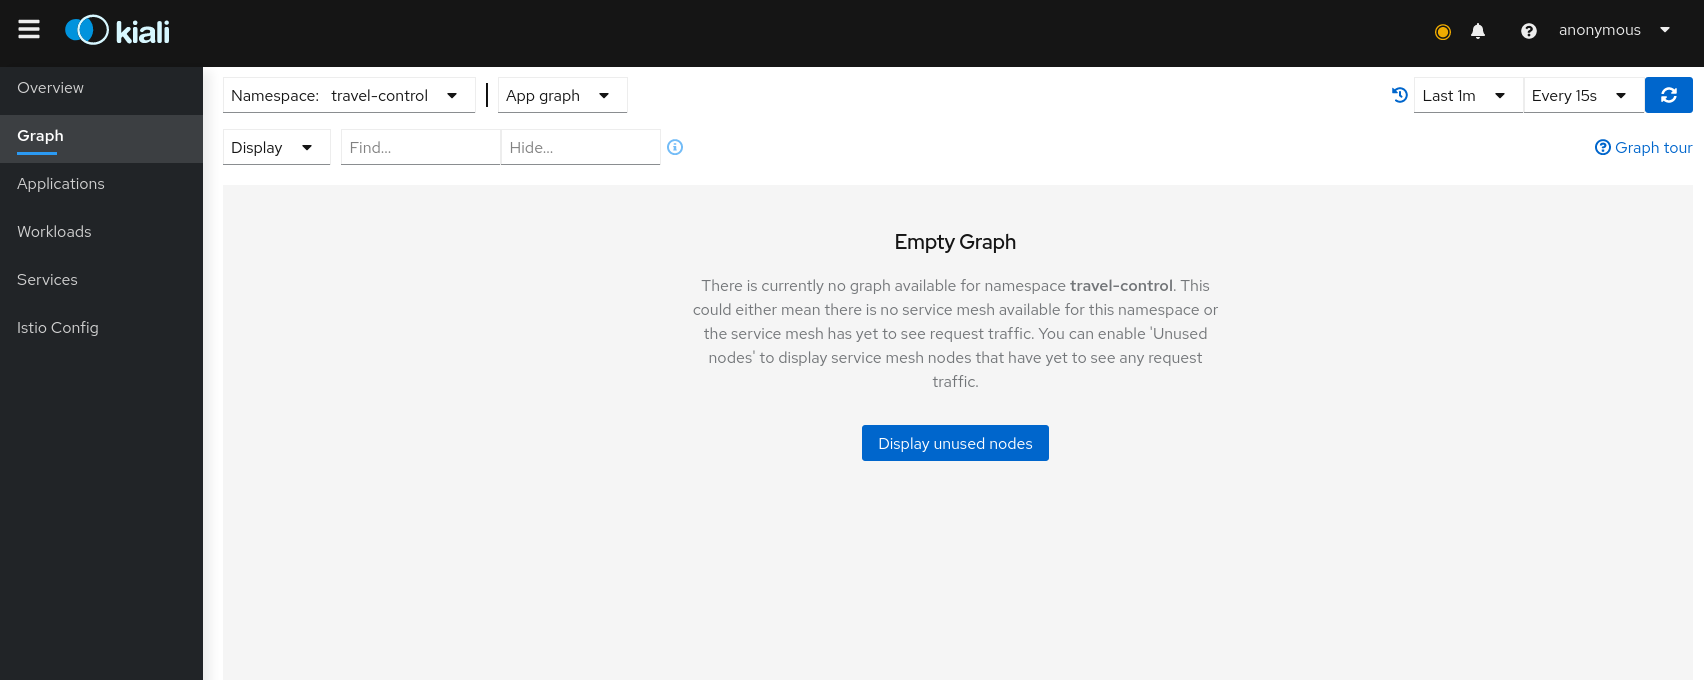 kiali
anonymous
Overview
Graph
Applications
Workloads
Services
Istio Config
Namespace: travel-control
App graph
Last 1m
Every 15s
Display
Find...
Hide...
Graph tour
Empty Graph
There is currently no graph available for namespace travel-control. This
could either mean there is no service mesh available for this namespace or
the service mesh has yet to see request traffic. You can enable 'Unused
nodes' to display service mesh nodes that have yet to see any request
traffic.
Display unused nodes